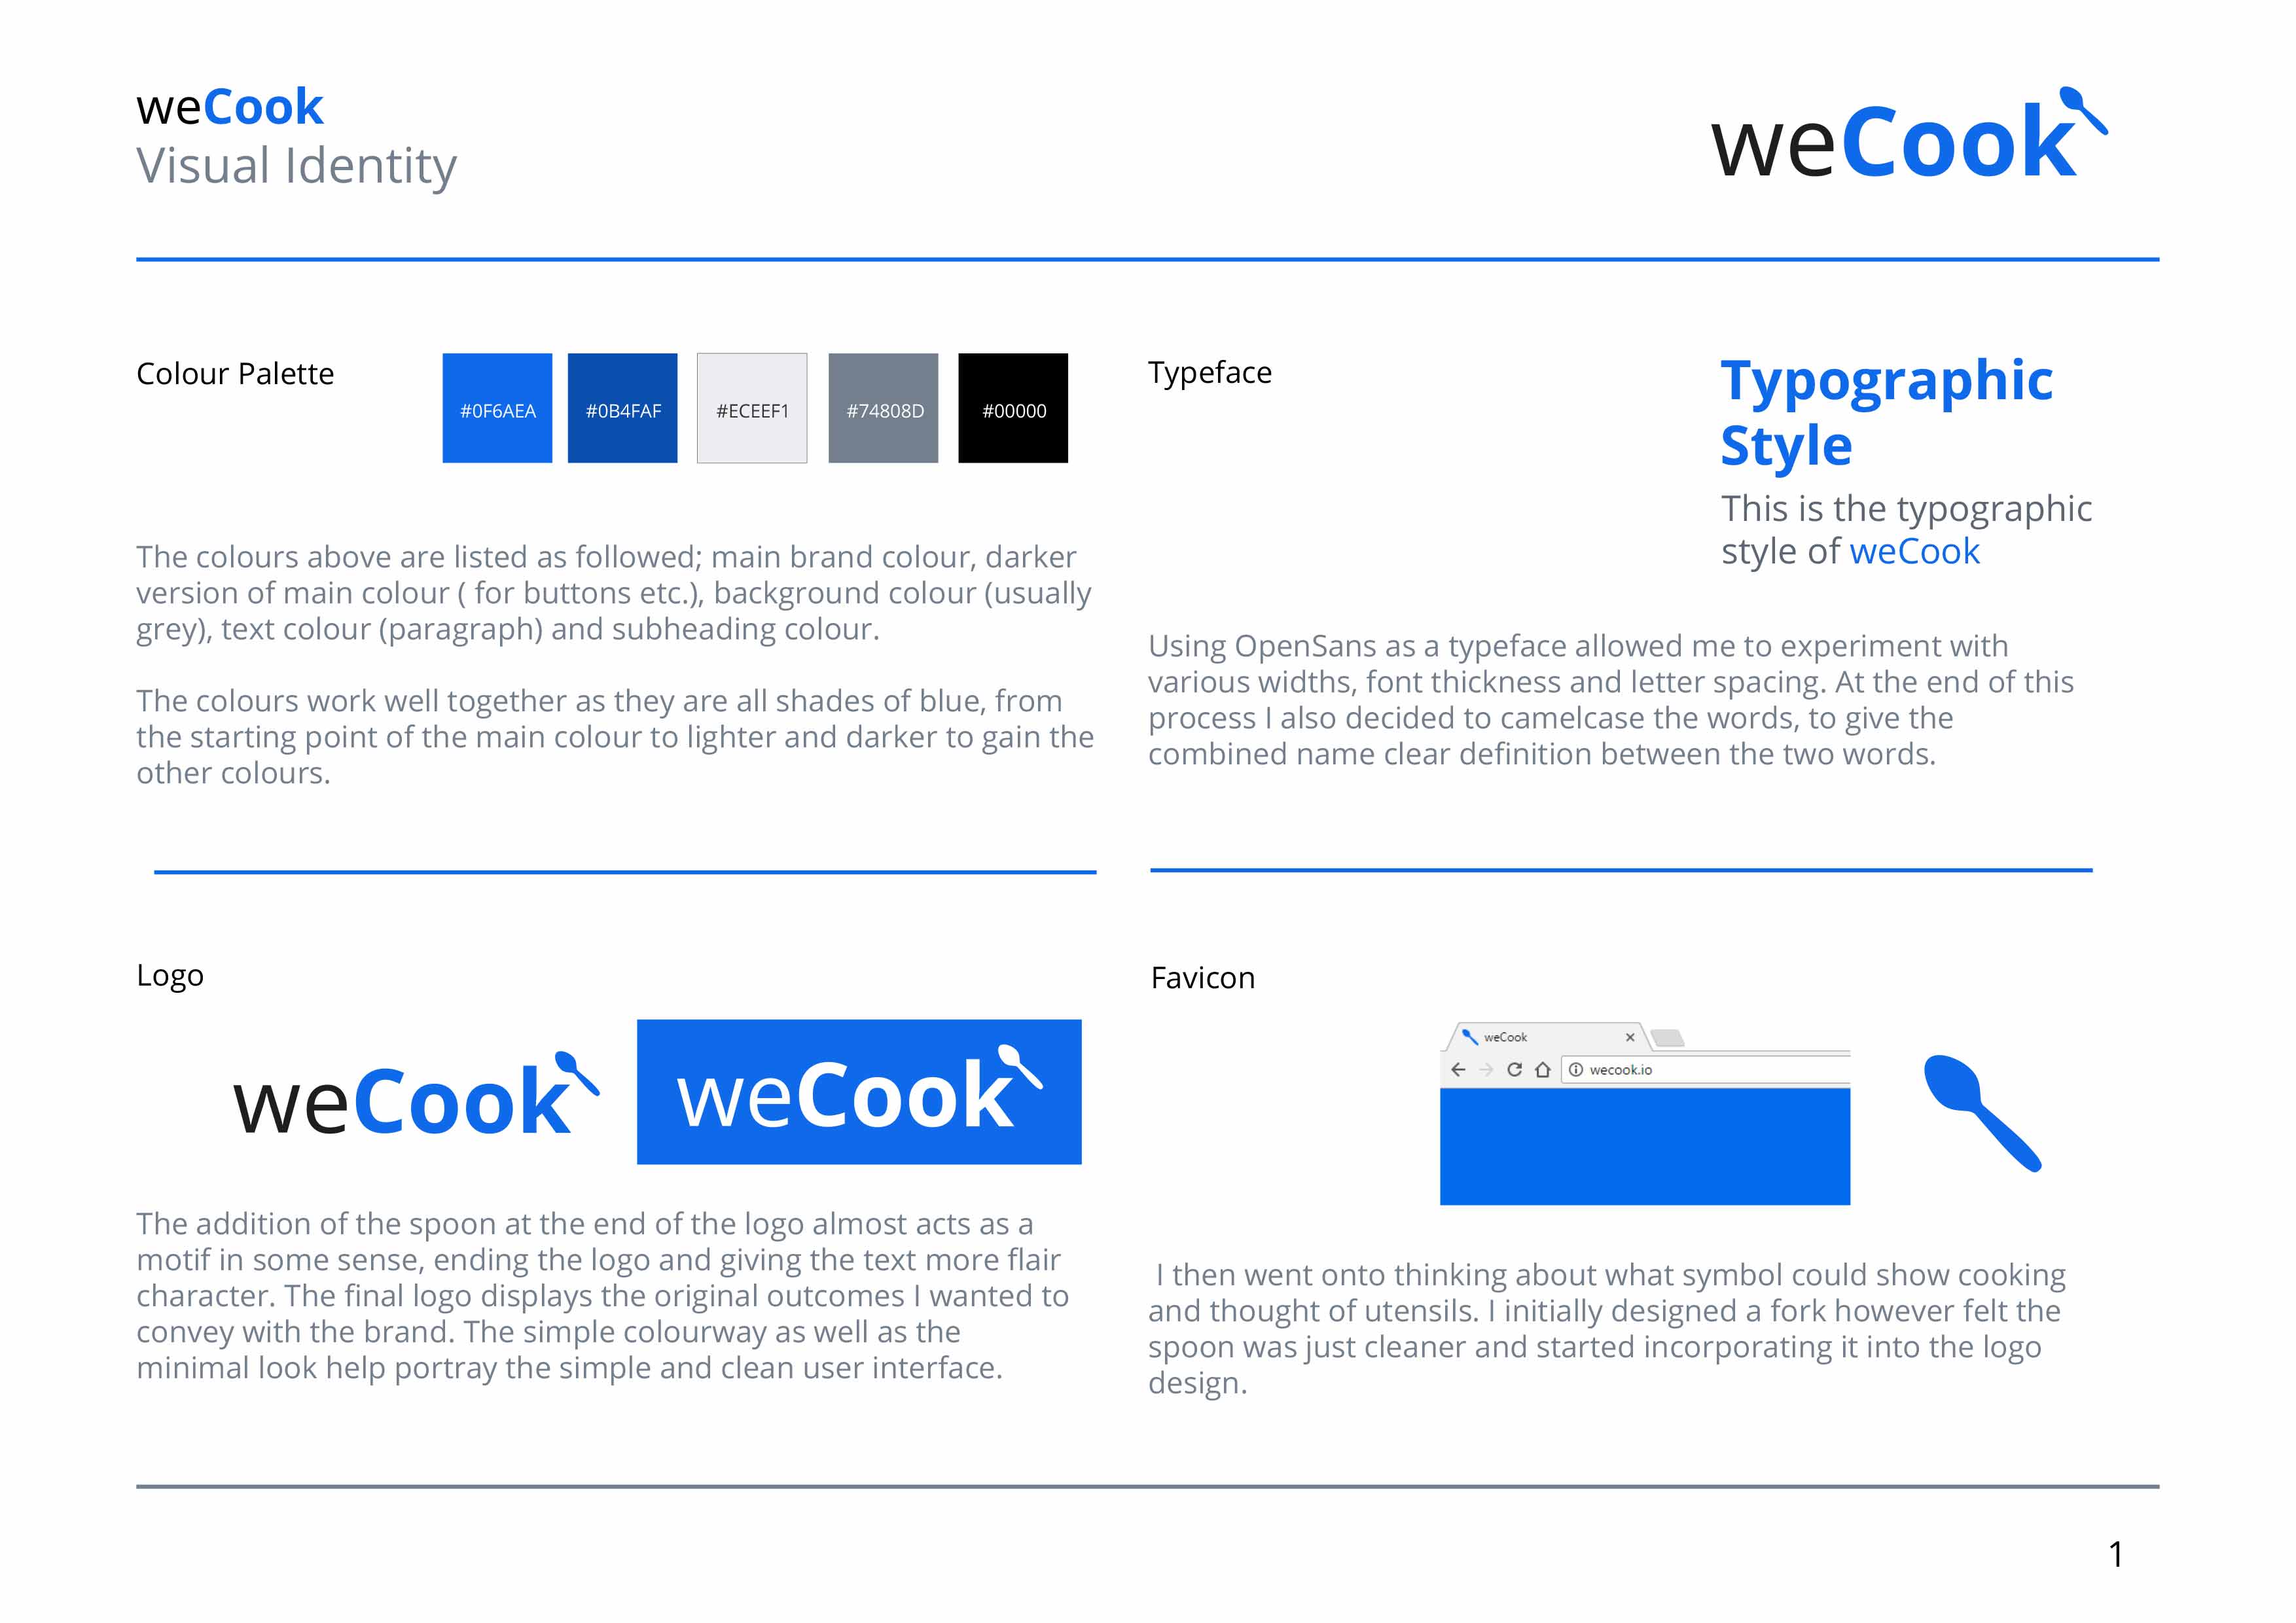 weCook
Visual Identity
weCook
Colour Palette
#0F6AEA
#0B4FAF
#ECEEF1
#74808D
#00000
The colours above are listed as followed; main brand colour, darker
version of main colour ( for buttons etc.), background colour (usually
grey), text colour (paragraph) and subheading colour.
The colours work well together as they are all shades of blue, from
the starting point of the main colour to lighter and darker to gain the
other colours.
Typeface
Typographic
Style
This is the typographic
style of weCook
Using OpenSans as a typeface allowed me to experiment with
various widths, font thickness and letter spacing. At the end of this
process I also decided to camelcase the words, to give the
combined name clear definition between the two words.
Logo
weCook
weCook
The addition of the spoon at the end of the logo almost acts as a
motif in some sense, ending the logo and giving the text more flair
character. The final logo displays the original outcomes I wanted to
convey with the brand. The simple colourway as well as the
minimal look help portray the simple and clean user interface.
Favicon
weCook
wecook.io
I then went onto thinking about what symbol could show cooking
and thought of utensils. I initially designed a fork however felt the
spoon was just cleaner and started incorporating it into the logo
design.
1